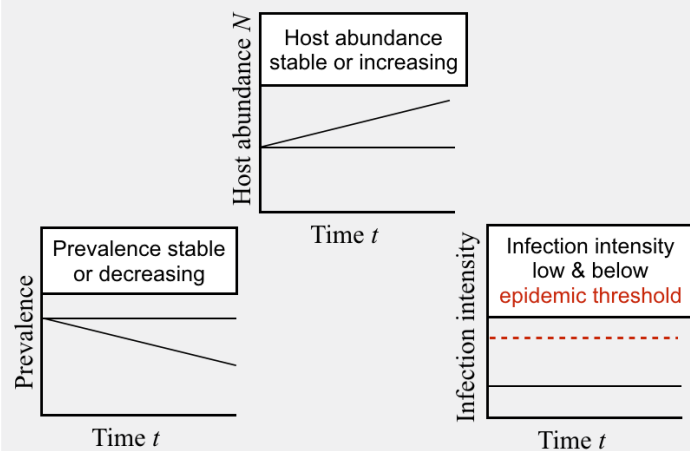 Host abundance N
Host abundance
stable or increasing
Time t
Prevalence
Prevalence stable
or decreasing
Time t
Infection intensity
Infection intensity
low & below
epidemic threshold
Time t